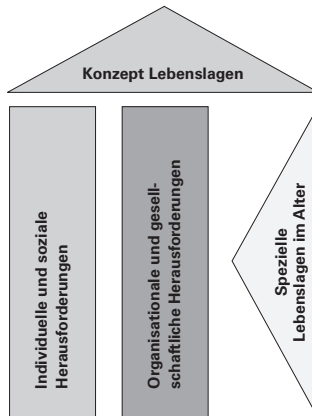 Konzept Lebenslagen
Individuelle und soziale
Herausforderungen
Organisationale und gesell-
schaftliche Herausforderungen
Spezielle
Lebenslagen im Alter